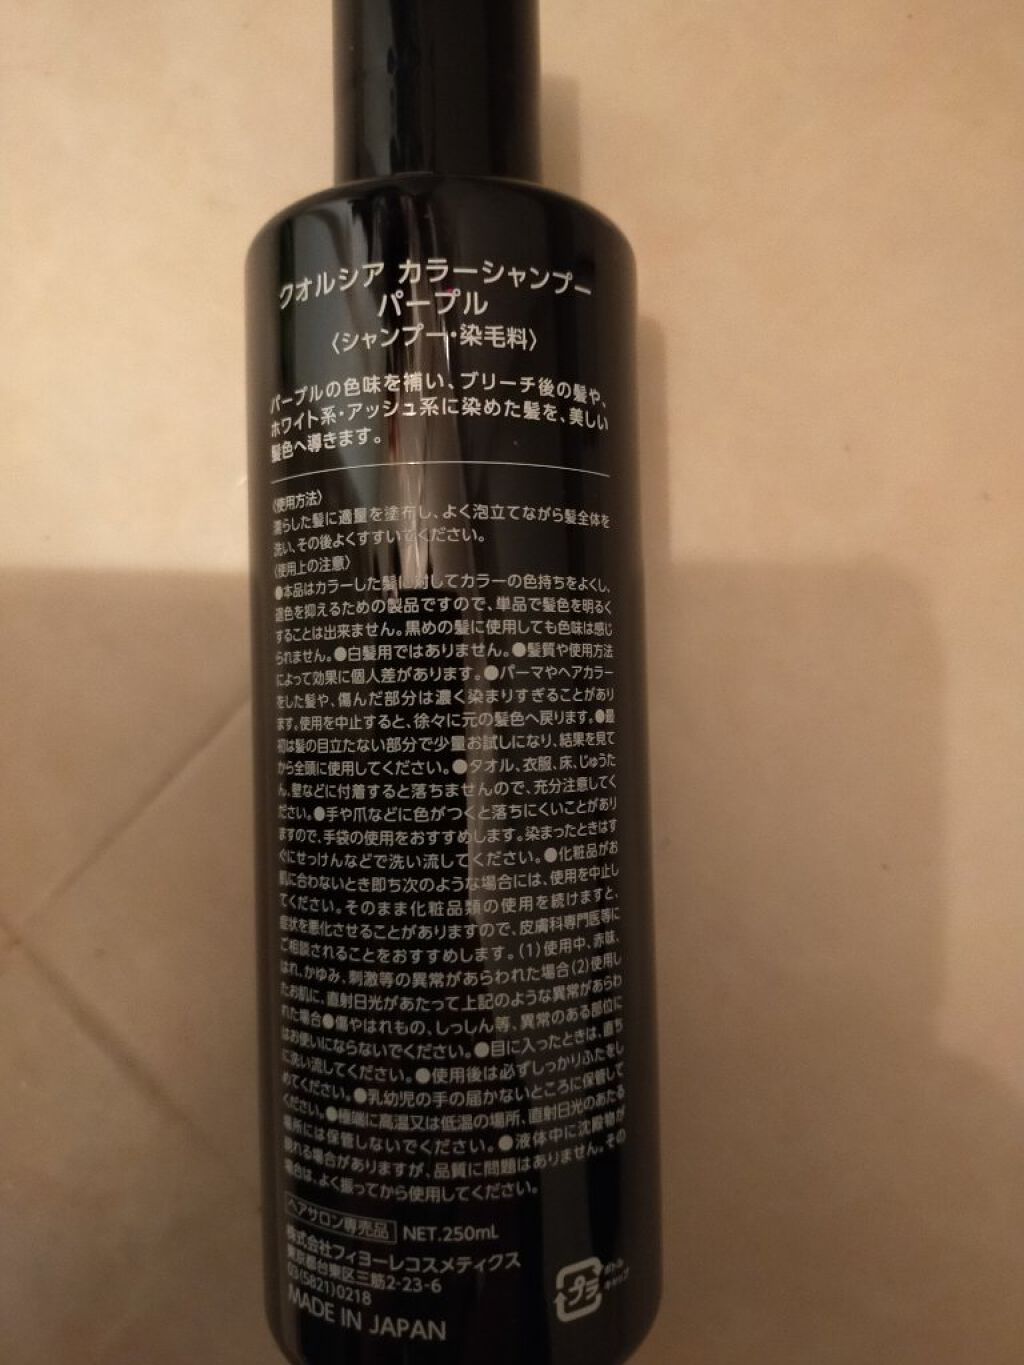 クオルシア カラーシャンプー
パープル
〈シャンプー・染毛料〉
パープルの色味を補い、ブリーチ後の髪や、
ホワイト系・アッシュ系に染めた髪を、美しい
髪色へ導きます。
〈使用方法〉
濡らした髪に適量を塗布し、よく泡立てながら髪全体を
洗い、その後よくすすいでください。
〈使用上の注意〉
●本品はカラーした髪に対してカラーの色持ちをよくし、
退色を抑えるための製品ですので、単品で髪色を明るく
することは出来ません。黒めの髪に使用しても色味は感じ
られません。●白髪用ではありません。●髪質や使用方法
によって効果に個人差があります。●パーマやヘアカラー
をした髪や、傷んだ部分は濃く染まりすぎることがあり
ます。使用を中止すると、徐々に元の髪色へ戻ります。●最
初は髪の目立たない部分で少量お試しになり、結果を見て
から全頭に使用してください。●タオル、衣服、床、じゅうた
ん、壁などに付着すると落ちませんので、充分注意してく
ださい。●手や爪などに色がつくと落ちにくいことがあり
ますので、手袋の使用をおすすめします。染まったときはす
ぐにせっけんなどで洗い流してください。●化粧品がお
肌に合わないとき即ち次のような場合には、使用を中止し
てください。そのまま化粧品類の使用を続けますと、
症状を悪化させることがありますので、皮膚科専門医等に
ご相談されることをおすすめします。(1)使用中、赤味、
はれ、かゆみ、刺激等の異常があらわれた場合(2)使用し
たお肌に、直射日光があたって上記のような異常があらわ
れた場合●傷やはれもの、しっしん等、異常のある部位に
はお使いにならないでください。●目に入ったときは、直ち
に洗い流してください。●使用後は必ずしっかりふたをし
めてください。●乳幼児の手の届かないところに保管して
ください。●極端に高温又は低温の場所、直射日光のあたる
場所には保管しないでください。●液体中に沈殿物が
現れる場合がありますが、品質に問題はありません。その
場合は、よく振ってから使用してください。
ヘアサロン専売品 NET.250mL
株式会社フィヨーレコスメティクス
東京都台東区三筋2-23-6
03(5821)0218
MADE IN JAPAN
プラ
ボトル
キャップ